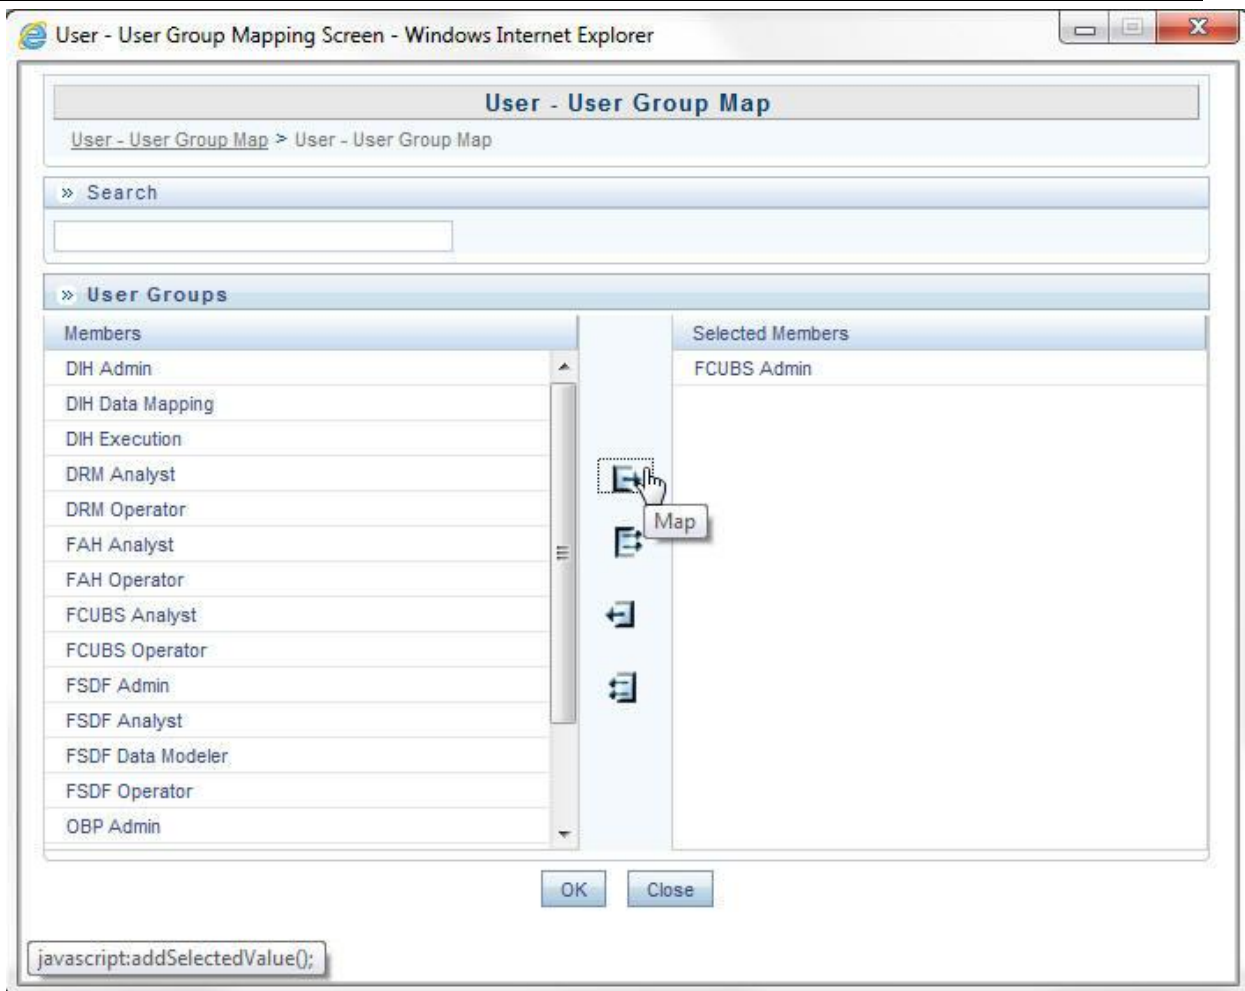 User - User Group Mapping Screen - Windows Internet Explorer
User - User Group Map
User - User Group Map > User - User Group Map
» Search
» User Groups
Members
DIH Admin
DIH Data Mapping
DIH Execution
DRM Analyst
DRM Operator
FAH Analyst
FAH Operator
FCUBS Analyst
FCUBS Operator
FSDF Admin
FSDF Analyst
FSDF Data Modeler
FSDF Operator
OBP Admin
Map
Selected Members
FCUBS Admin
OK Close
javascript:addSelectedValue();